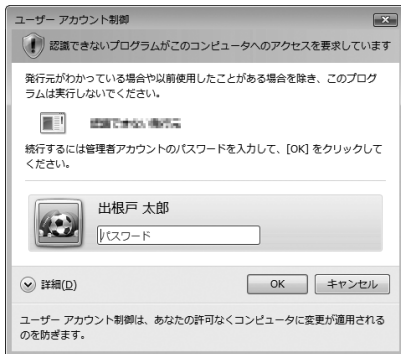 ユーザー アカウント制御
認識できないプログラムがこのコンピュータへのアクセスを要求しています
発行元がわかっている場合や以前使用したことがある場合を除き、このプログ
ラムは実行しないでください。
続行するには管理者アカウントのパスワードを入力して、[OK] をクリックして
ください。
出根戸 太郎
パスワード
詳細(D)
OK
キャンセル
ユーザー アカウント制御は、あなたの許可なくコンピュータに変更が適用される
のを防ぎます。